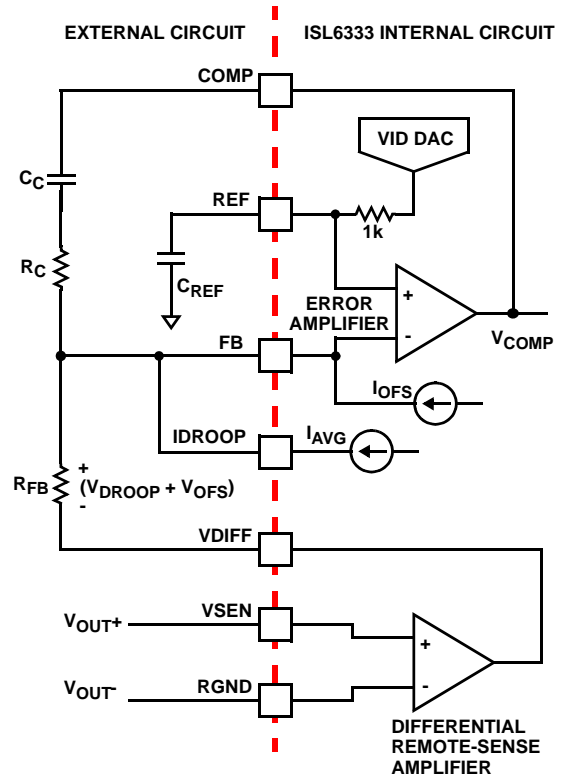 EXTERNAL CIRCUIT
ISL6333 INTERNAL CIRCUIT
COMP
VID DAC
CC
REF
1k
RC
CREF
+
ERROR
AMPLIFIER
-
VCOMP
FB
IOFS
IDROOP
IAVG
RFB
+
(VDROOP + VOFS)
-
VDIFF
VOUT+
VSEN
+
VOUT-
RGND
-
DIFFERENTIAL
REMOTE-SENSE
AMPLIFIER